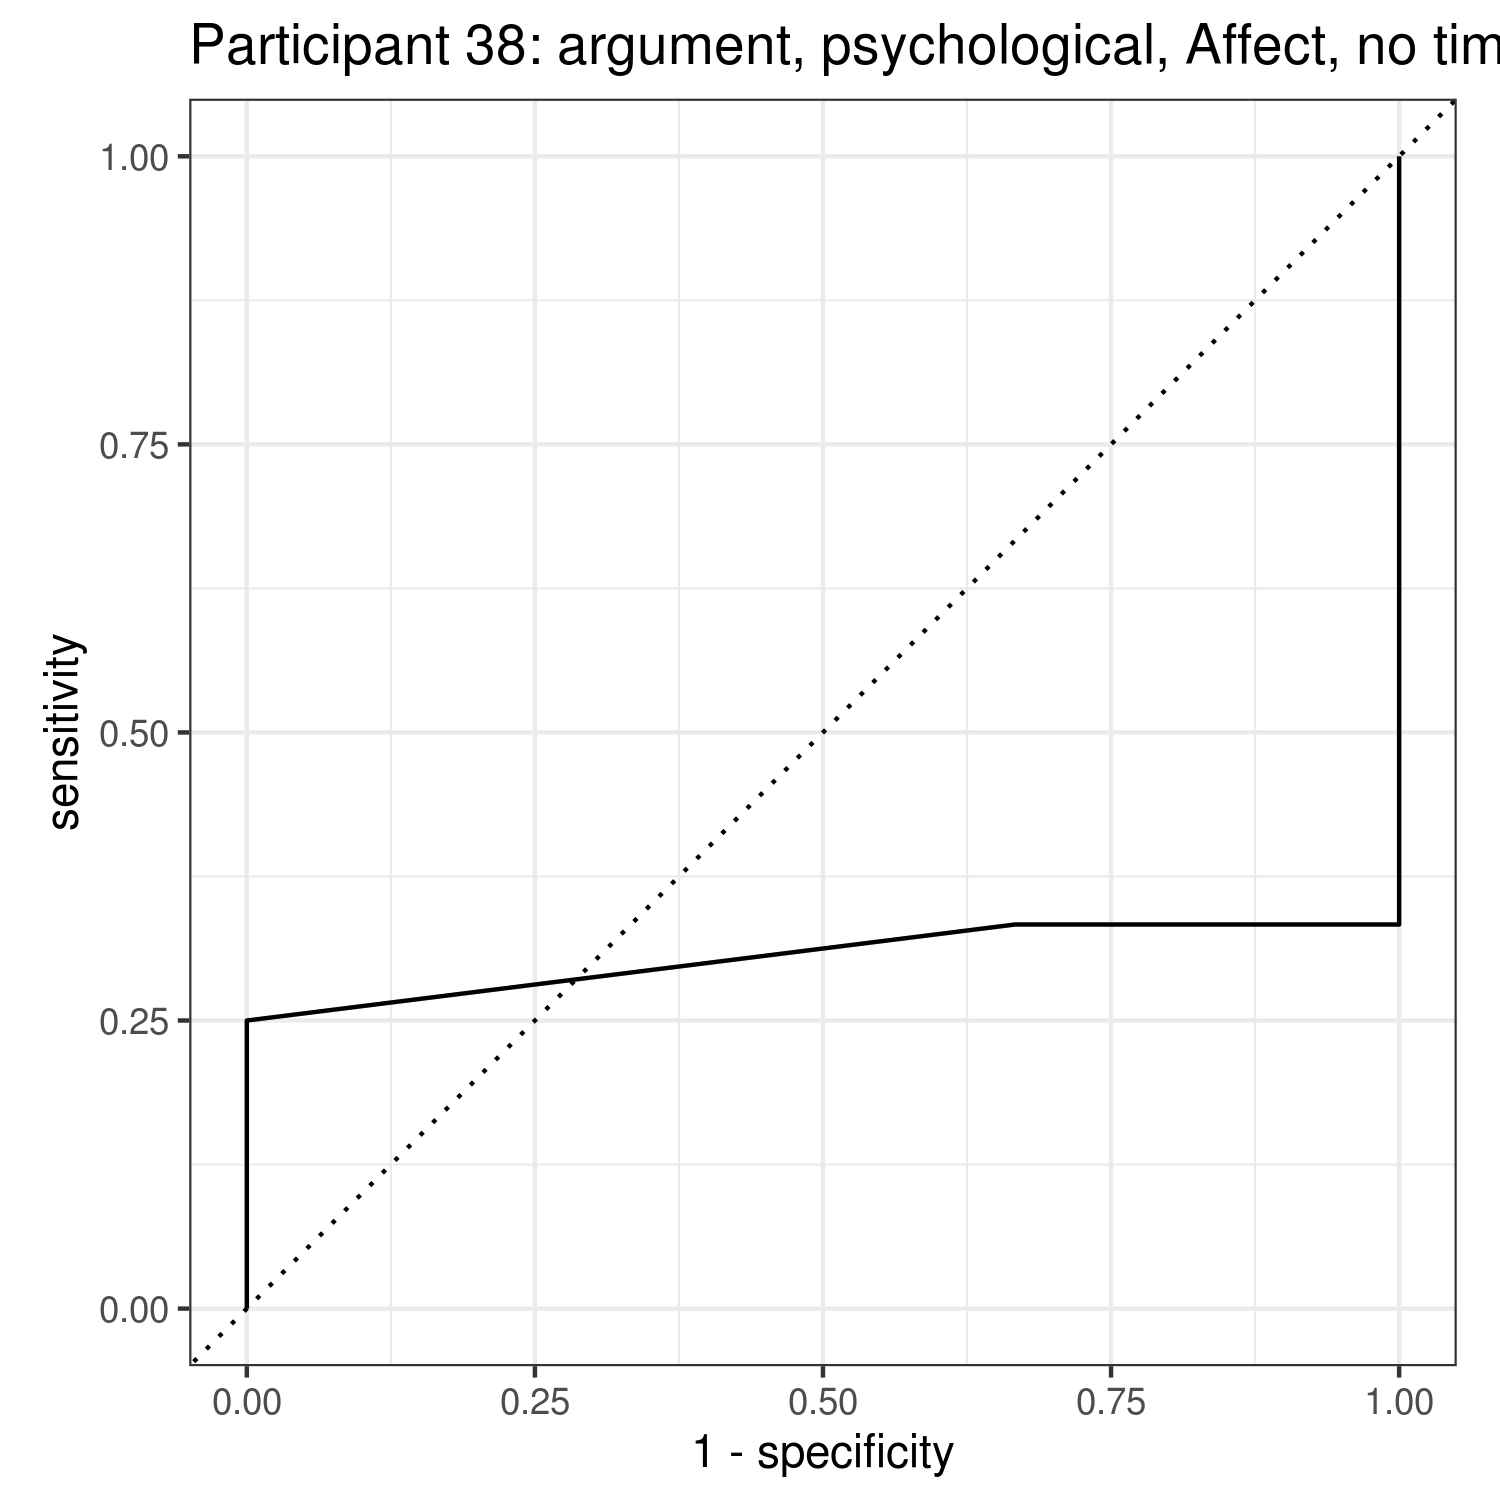 Participant 38: argument, psychological, Affect, no tim
1.00
0.75
0.50
0.25
0.00
sensitivity
0.00 0.25 0.50 0.75 1.00
1 - specificity